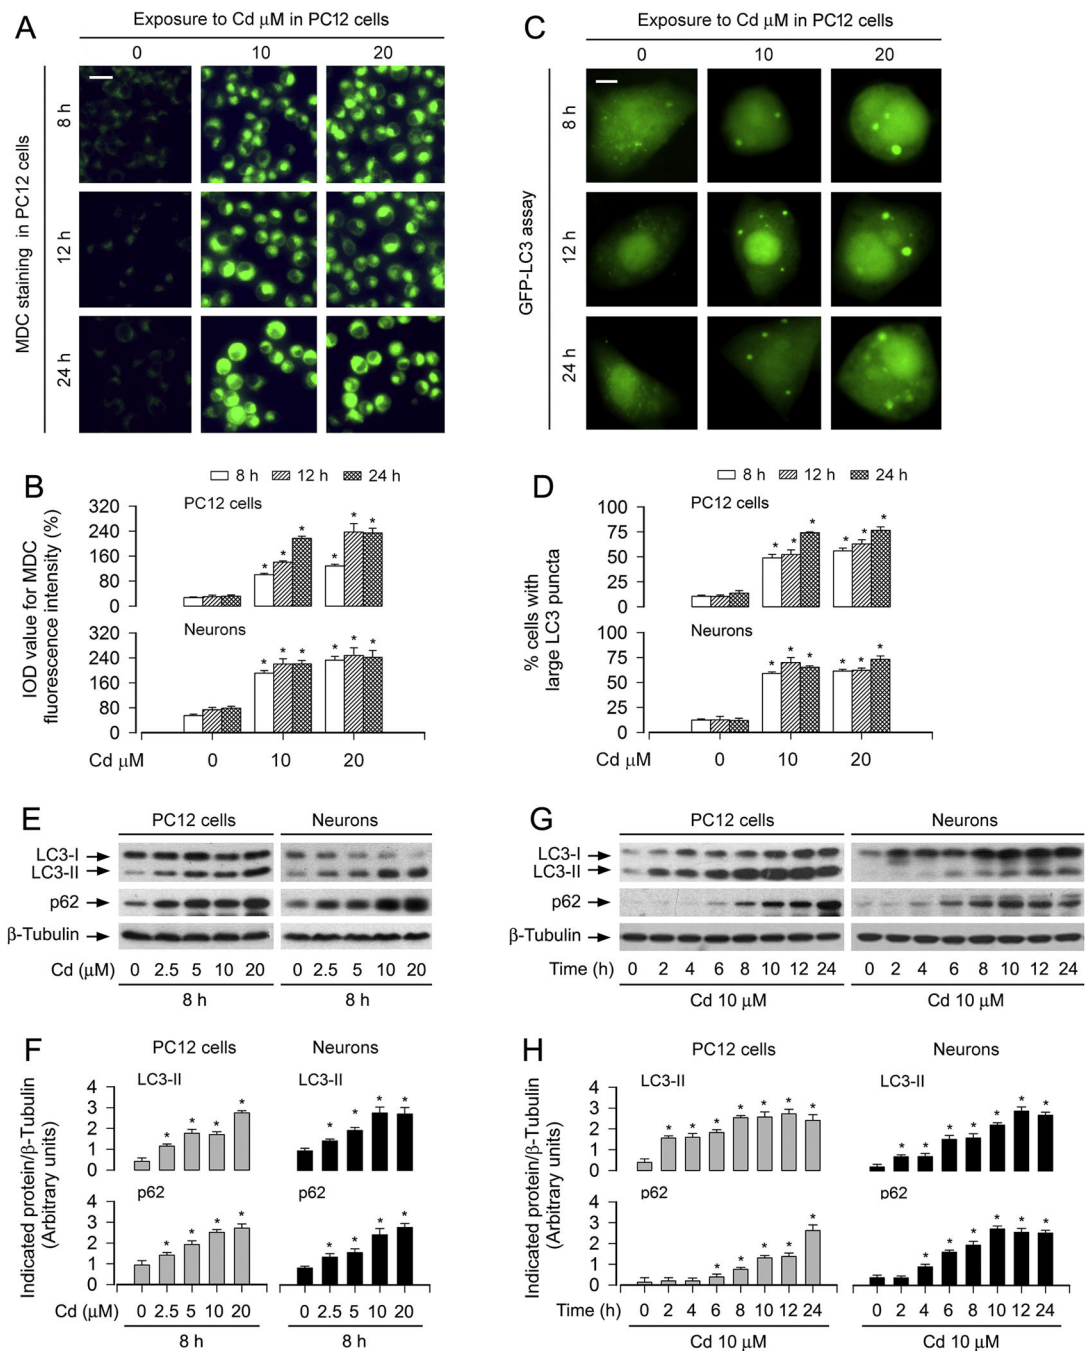 A
Exposure to Cd μM in PC12 cells
0 10 20
MDC staining in PC12 cells
8 h
12 h
24 h
C
Exposure to Cd μM in PC12 cells
0 10 20
GFP-LC3 assay
8 h
12 h
24 h
B
8 h 12 h 24 h
IOD value for MDC
fluorescence intensity (%)
PC12 cells
320
240
160
80
0
* * * * * *
Neurons
320
240
160
80
0
* * * * * *
Cd μM 0 10 20
D
8 h 12 h 24 h
% cells with
large LC3 puncta
PC12 cells
100
75
50
25
0
* * * * * *
Neurons
100
75
50
25
0
* * * * * *
Cd μM 0 10 20
E
PC12 cells Neurons
LC3-I
LC3-II
p62
β-Tubulin
Cd (μM) 0 2.5 5 10 20 0 2.5 5 10 20
8 h 8 h
G
PC12 cells Neurons
LC3-I
LC3-II
p62
β-Tubulin
Time (h) 0 2 4 6 8 10 12 24 0 2 4 6 8 10 12 24
Cd 10 μM Cd 10 μM
F
PC12 cells Neurons
Indicated protein/β-Tubulin
(Arbitrary units)
LC3-II LC3-II
4
3
2
1
0
* * * * * * * *
p62 p62
4
3
2
1
0
* * * * * * * *
Cd (μM) 0 2.5 5 10 20 0 2.5 5 10 20
8 h 8 h
H
PC12 cells Neurons
Indicated protein/β-Tubulin
(Arbitrary units)
LC3-II LC3-II
4
3
2
1
0
* * * * * * * * * * * * * *
p62 p62
4
3
2
1
0
* * * * * * * * * * *
Time (h) 0 2 4 6 8 10 12 24 0 2 4 6 8 10 12 24
Cd 10 μM Cd 10 μM